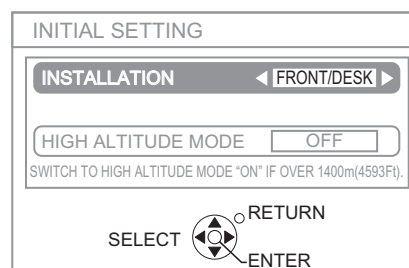 INITIAL SETTING
INSTALLATION FRONT/DESK
HIGH ALTITUDE MODE OFF
SWITCH TO HIGH ALTITUDE MODE "ON" IF OVER 1400m(4593Ft).
RETURN
SELECT
ENTER